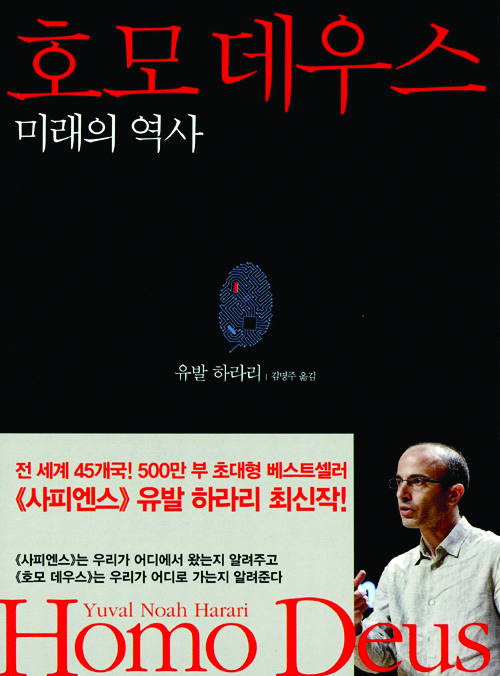 호모 데우스
미래의 역사
유발 하라리 | 김명주 옮김
전 세계 45개국! 500만 부 초대형 베스트셀러
《사피엔스》 유발 하라리 최신작!
《사피엔스》는 우리가 어디에서 왔는지 알려주고
《호모 데우스》는 우리가 어디로 가는지 알려준다
Yuval Noah Harari
Homo Deus